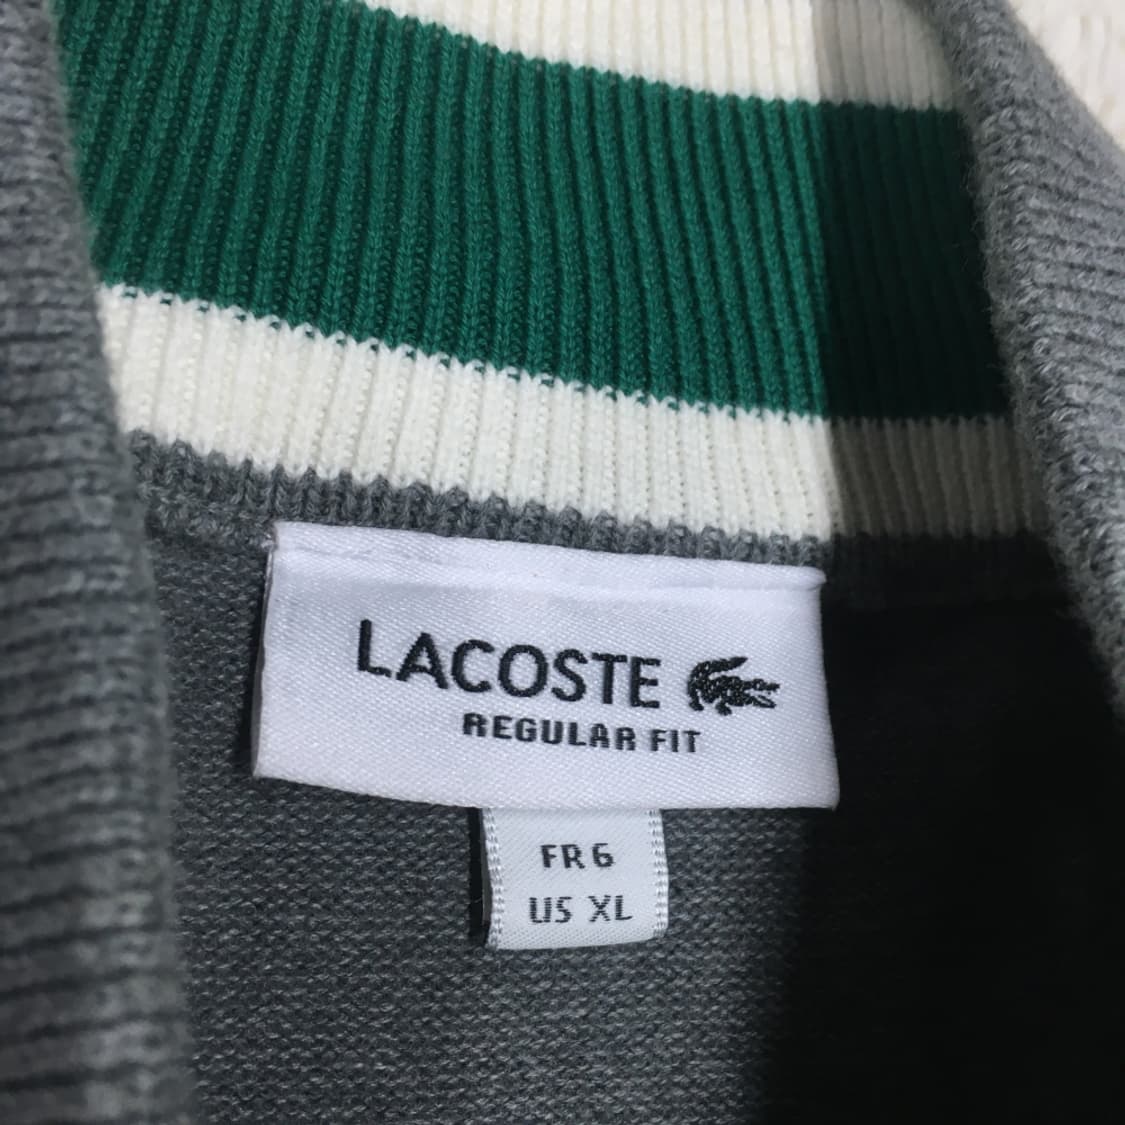 LACOSTE
REGULAR FIT
FR 6
US XL